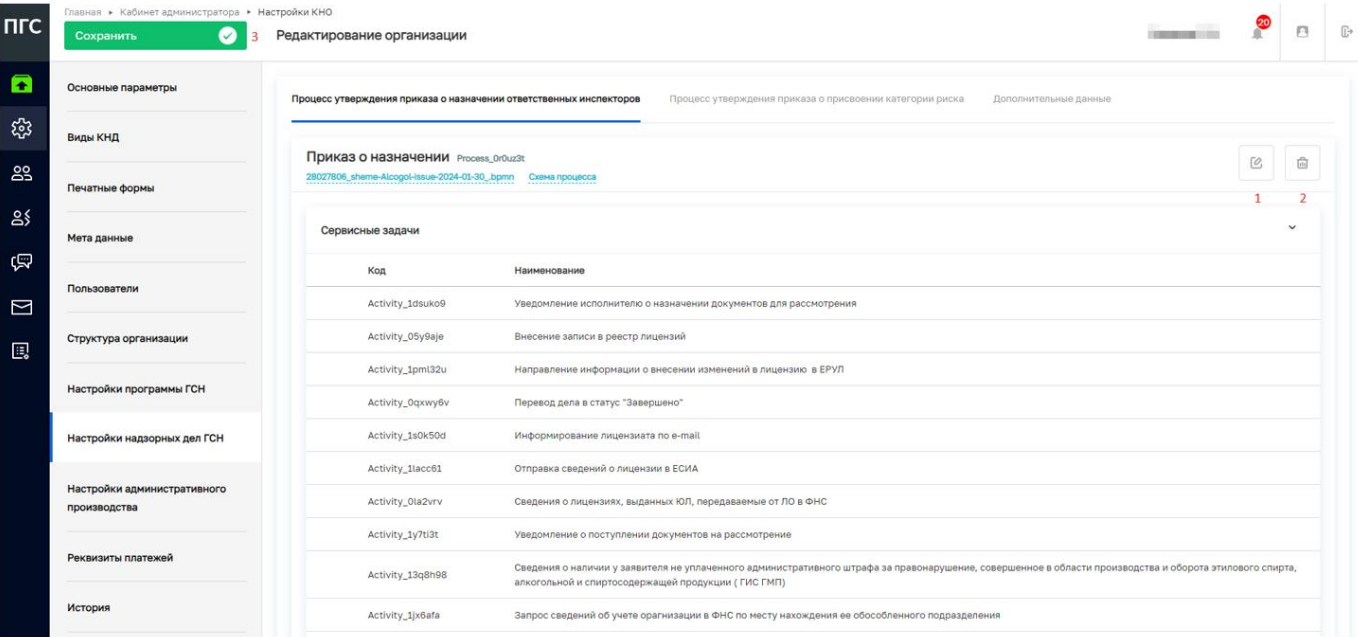 ПГС
Главная ▸ Кабинет администратора ▸ Настройки КНО
Сохранить
3
Редактирование организации
20
Основные параметры
Виды КНД
Печатные формы
Мета данные
Пользователи
Структура организации
Настройки программы ГСН
Настройки надзорных дел ГСН
Настройки административного
производства
Реквизиты платежей
История
Процесс утверждения приказа о назначении ответственных инспекторов
Процесс утверждения приказа о присвоении категории риска
Дополнительные данные
Приказ о назначении Process_0r0uz3t
28027806_sheme-Alcogol-issue-2024-01-30_.bpmn Схема процесса
1 2
Сервисные задачи
Код Наименование
Activity_1dsuko9 Уведомление исполнителю о назначении документов для рассмотрения
Activity_05y9aje Внесение записи в реестр лицензий
Activity_1pml32u Направление информации о внесении изменений в лицензию в ЕРУЛ
Activity_0qxwy6v Перевод дела в статус "Завершено"
Activity_1s0k50d Информирование лицензиата по e-mail
Activity_1lacc61 Отправка сведений о лицензии в ЕСИА
Activity_0la2vrv Сведения о лицензиях, выданных ЮЛ, передаваемые от ЛО в ФНС
Activity_1y7ti3t Уведомление о поступлении документов на рассмотрение
Activity_13q8h98 Сведения о наличии у заявителя не уплаченного административного штрафа за правонарушение, совершенное в области производства и оборота этилового спирта,
алкогольной и спиртосодержащей продукции ( ГИС ГМП)
Activity_1jx6afa Запрос сведений об учете орагнизации в ФНС по месту нахождения ее обособленного подразделения